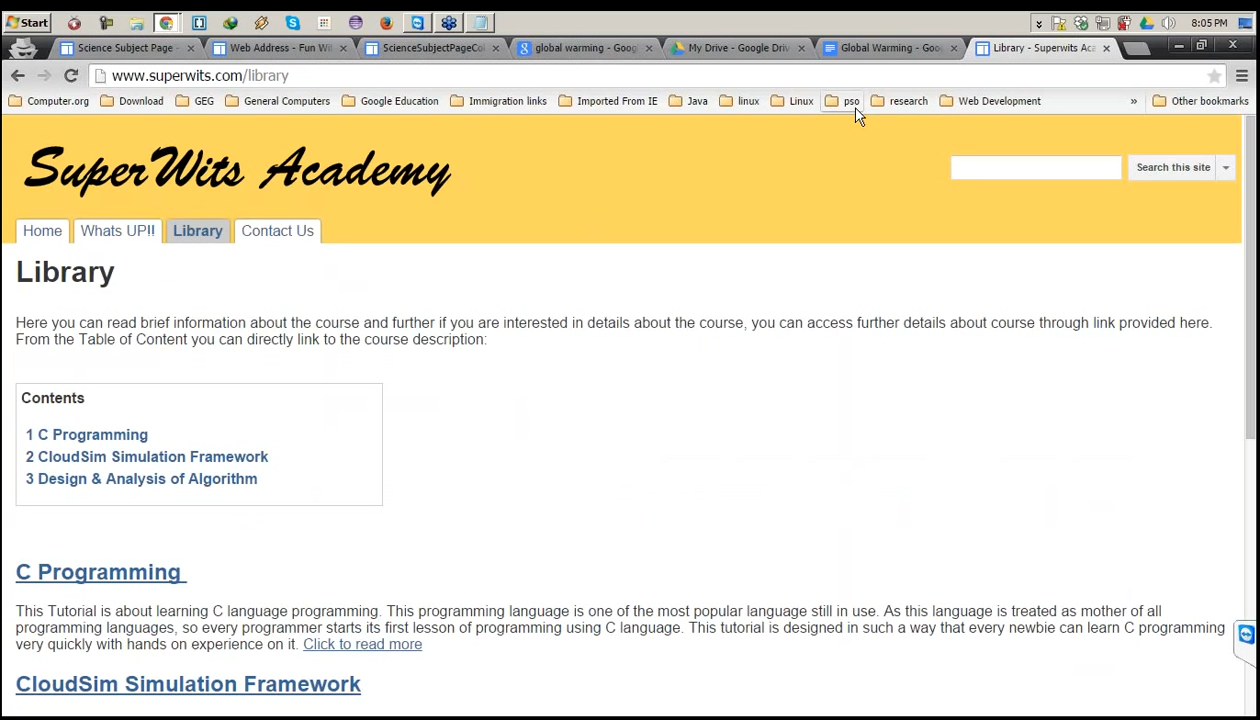 Start
8:05 PM
Science Subject Page -
Web Address - Fun Wi
ScienceSubjectPageCo
global warming - Goog
My Drive - Google Driv
Global Warming - Goo
Library - Superwits Aca
www.superwits.com/library
Computer.org
Download
GEG
General Computers
Google Education
Immigration links
Imported From IE
Java
linux
Linux
pso
research
Web Development
»
Other bookmarks
SuperWits Academy
Search this site
Home
Whats UP!!
Library
Contact Us
Library
Here you can read brief information about the course and further if you are interested in details about the course, you can access further details about course through link provided here.
From the Table of Content you can directly link to the course description:
Contents
1 C Programming
2 CloudSim Simulation Framework
3 Design & Analysis of Algorithm
C Programming
This Tutorial is about learning C language programming. This programming language is one of the most popular language still in use. As this language is treated as mother of all
programming languages, so every programmer starts its first lesson of programming using C language. This tutorial is designed in such a way that every newbie can learn C programming
very quickly with hands on experience on it. Click to read more
CloudSim Simulation Framework